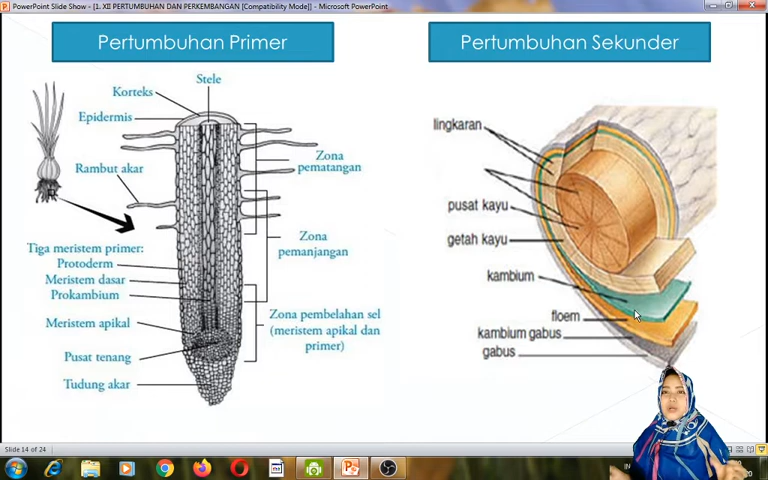 PowerPoint Slide Show - [1. XII PERTUMBUHAN DAN PERKEMBANGAN [Compatibility Mode]] - Microsoft PowerPoint
Pertumbuhan Primer
Pertumbuhan Sekunder
Stele
Korteks
Epidermis
Rambut akar
Zona
pematangan
Zona
pemanjangan
Tiga meristem primer:
Protoderm
Meristem dasar
Prokambium
Meristem apikal
Zona pembelahan sel
(meristem apikal dan
primer)
Pusat tenang
Tudung akar
lingkaran
pusat kayu
getah kayu
kambium
floem
kambium gabus
gabus
Slide 14 of 24